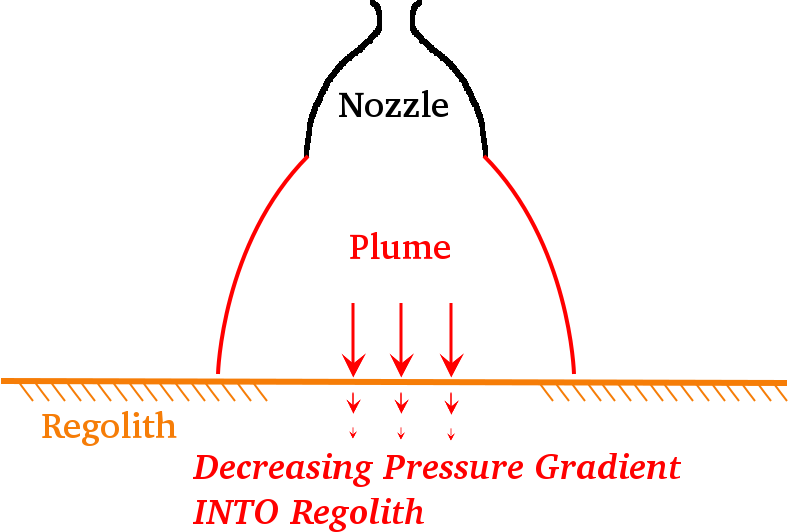 Nozzle
Plume
Regolith
Decreasing Pressure Gradient
INTO Regolith